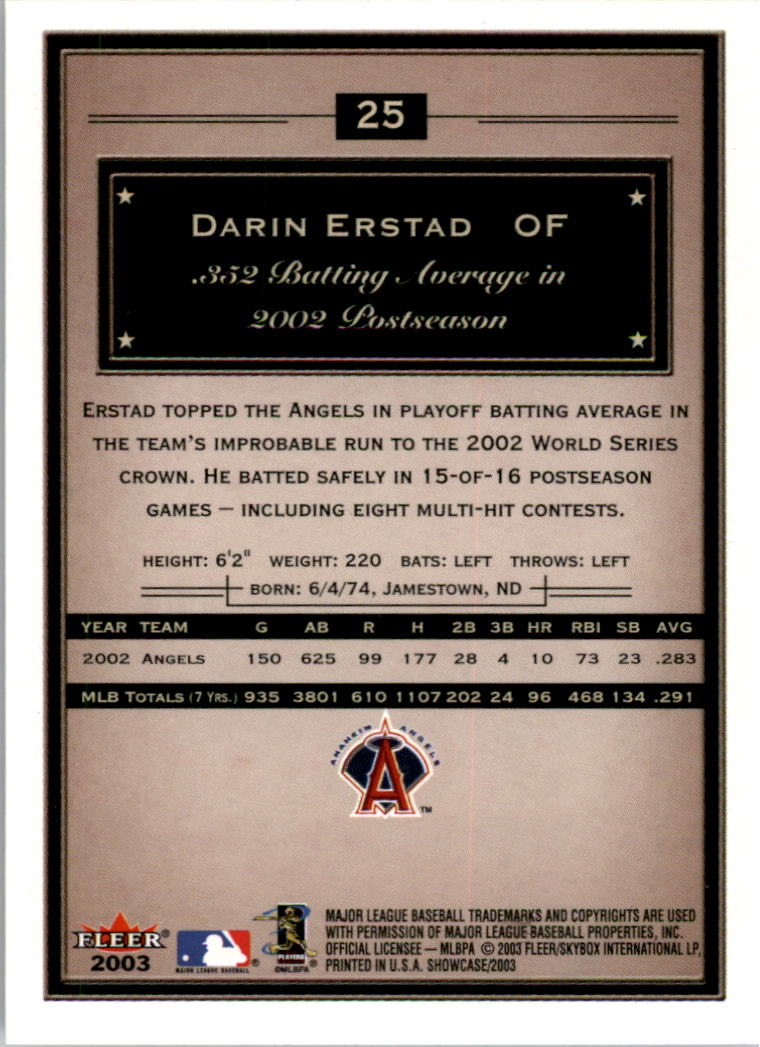 25
DARIN ERSTAD OF
.352 Batting Average in
2002 Postseason
ERSTAD TOPPED THE ANGELS IN PLAYOFF BATTING AVERAGE IN
THE TEAM'S IMPROBABLE RUN TO THE 2002 WORLD SERIES
CROWN. HE BATTED SAFELY IN 15-OF-16 POSTSEASON
GAMES — INCLUDING EIGHT MULTI-HIT CONTESTS.
HEIGHT: 6'2" WEIGHT: 220 BATS: LEFT THROWS: LEFT
BORN: 6/4/74, JAMESTOWN, ND
YEAR TEAM G AB R H 2B 3B HR RBI SB AVG
2002 ANGELS 150 625 99 177 28 4 10 73 23 .283
MLB TOTALS (7 YRS.) 935 3801 610 1107 202 24 96 468 134 .291
ANAHEIM ANGELS
A
TM
FLEER®
2003
MAJOR LEAGUE BASEBALL
®
PLAYERS
©MLBPA
®
MAJOR LEAGUE BASEBALL TRADEMARKS AND COPYRIGHTS ARE USED
WITH PERMISSION OF MAJOR LEAGUE BASEBALL PROPERTIES, INC.
OFFICIAL LICENSEE — MLBPA © 2003 FLEER/SKYBOX INTERNATIONAL LP,
PRINTED IN U.S.A. SHOWCASE/2003